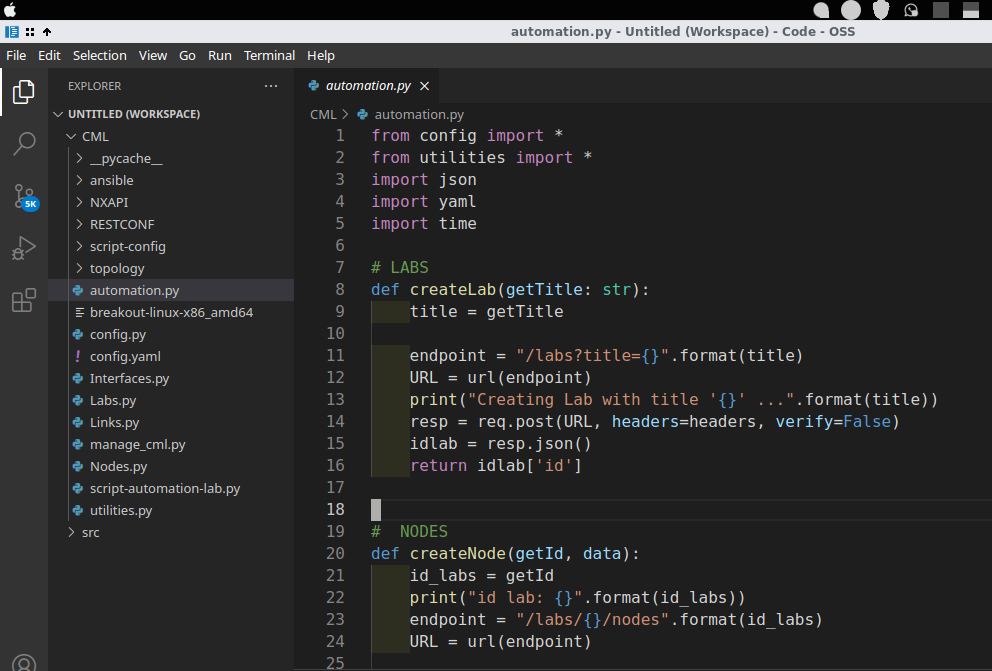 automation.py - Untitled (Workspace) - Code - OSS
File Edit Selection View Go Run Terminal Help
EXPLORER
UNTITLED (WORKSPACE)
CML
__pycache__
ansible
NXAPI
RESTCONF
script-config
topology
automation.py
breakout-linux-x86_amd64
config.py
! config.yaml
Interfaces.py
Labs.py
Links.py
manage_cml.py
Nodes.py
script-automation-lab.py
utilities.py
src
5K
automation.py
CML > automation.py
1 from config import *
2 from utilities import *
3 import json
4 import yaml
5 import time
6
7 # LABS
8 def createLab(getTitle: str):
9     title = getTitle
10
11     endpoint = "/labs?title={}".format(title)
12     URL = url(endpoint)
13     print("Creating Lab with title '{}' ...".format(title))
14     resp = req.post(URL, headers=headers, verify=False)
15     idlab = resp.json()
16     return idlab['id']
17
18
19 #  NODES
20 def createNode(getId, data):
21     id_labs = getId
22     print("id lab: {}".format(id_labs))
23     endpoint = "/labs/{}/nodes".format(id_labs)
24     URL = url(endpoint)
25